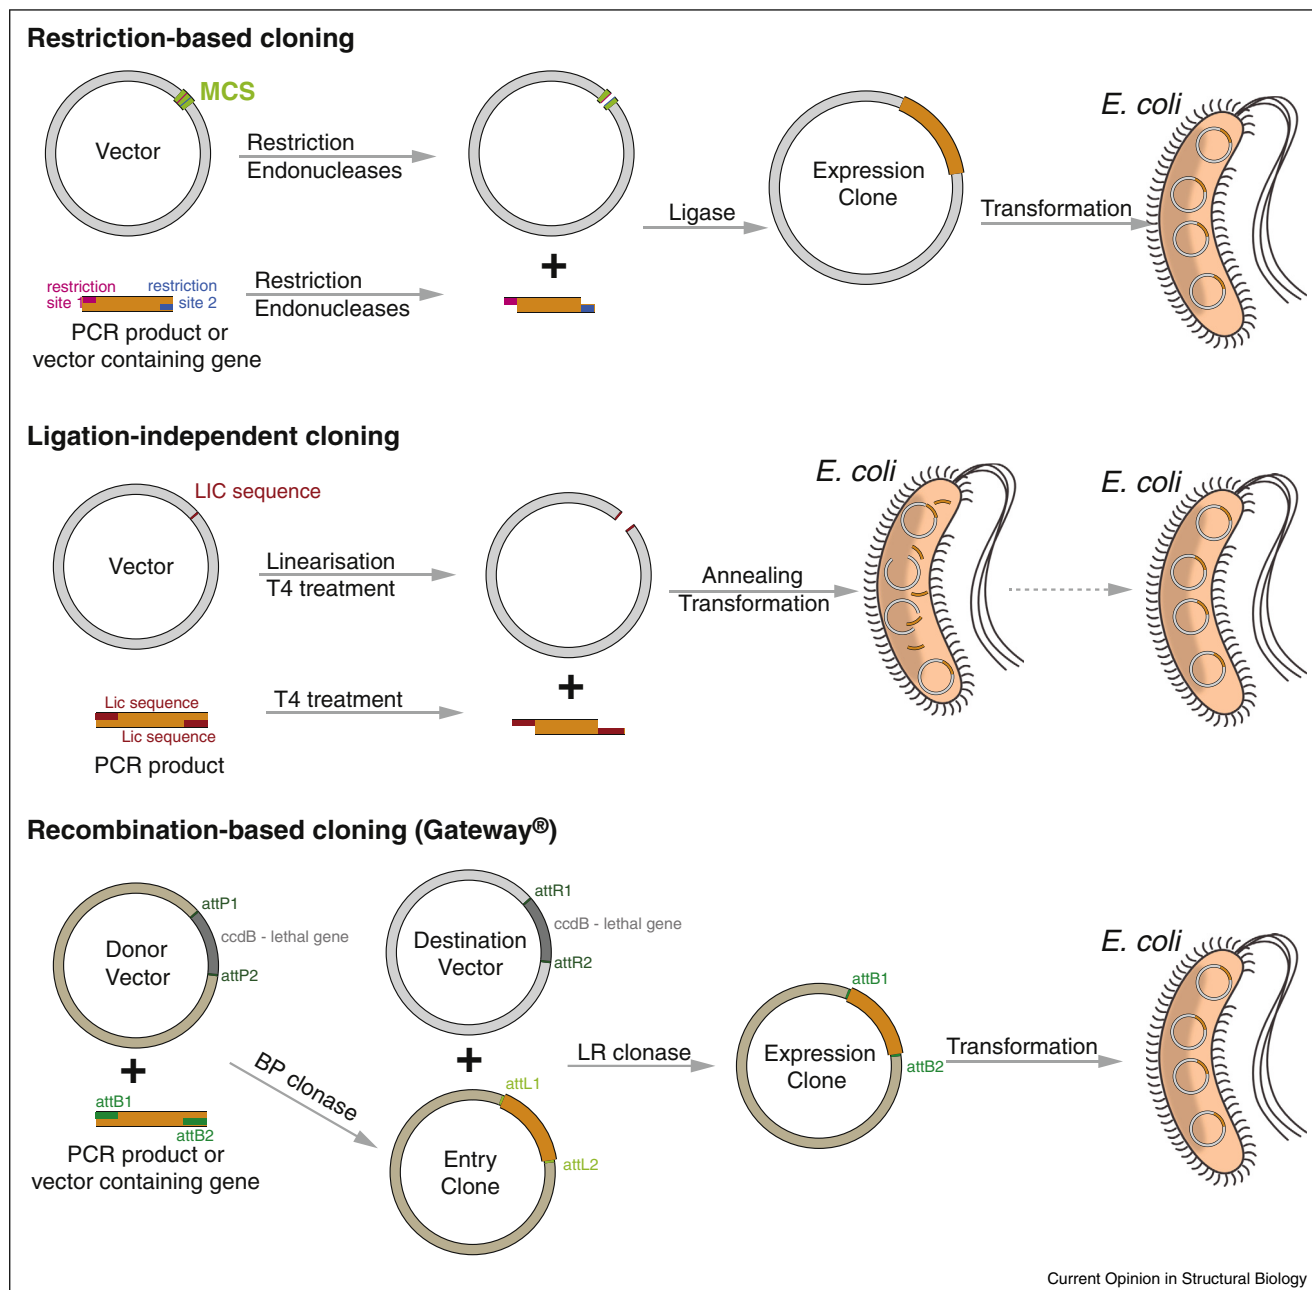 Restriction-based cloning
MCS
Vector
Restriction
Endonucleases
Ligase
Expression
Clone
Transformation
E. coli
restriction
site 1
restriction
site 2
Restriction
Endonucleases
+
PCR product or
vector containing gene
Ligation-independent cloning
LIC sequence
Vector
Linearisation
T4 treatment
Annealing
Transformation
E. coli
E. coli
Lic sequence
Lic sequence
PCR product
T4 treatment
+
Recombination-based cloning (Gateway®)
attP1
ccdB - lethal gene
attP2
Donor
Vector
+
attB1
attB2
PCR product or
vector containing gene
BP clonase
attR1
ccdB - lethal gene
attR2
Destination
Vector
+
attL1
attL2
Entry
Clone
LR clonase
attB1
attB2
Expression
Clone
Transformation
E. coli
Current Opinion in Structural Biology